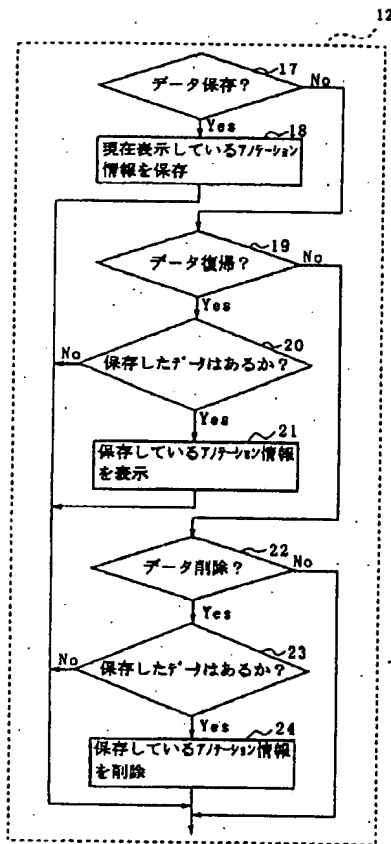 12
17
データ保存?
No
Yes
18
現在表示しているアノテーション
情報を保存
19
データ復帰?
No
Yes
20
No
保存したデータはあるか?
Yes
21
保存しているアノテーション情報
を表示
22
データ削除?
No
Yes
23
No
保存したデータはあるか?
Yes
24
保存しているアノテーション情報
を削除